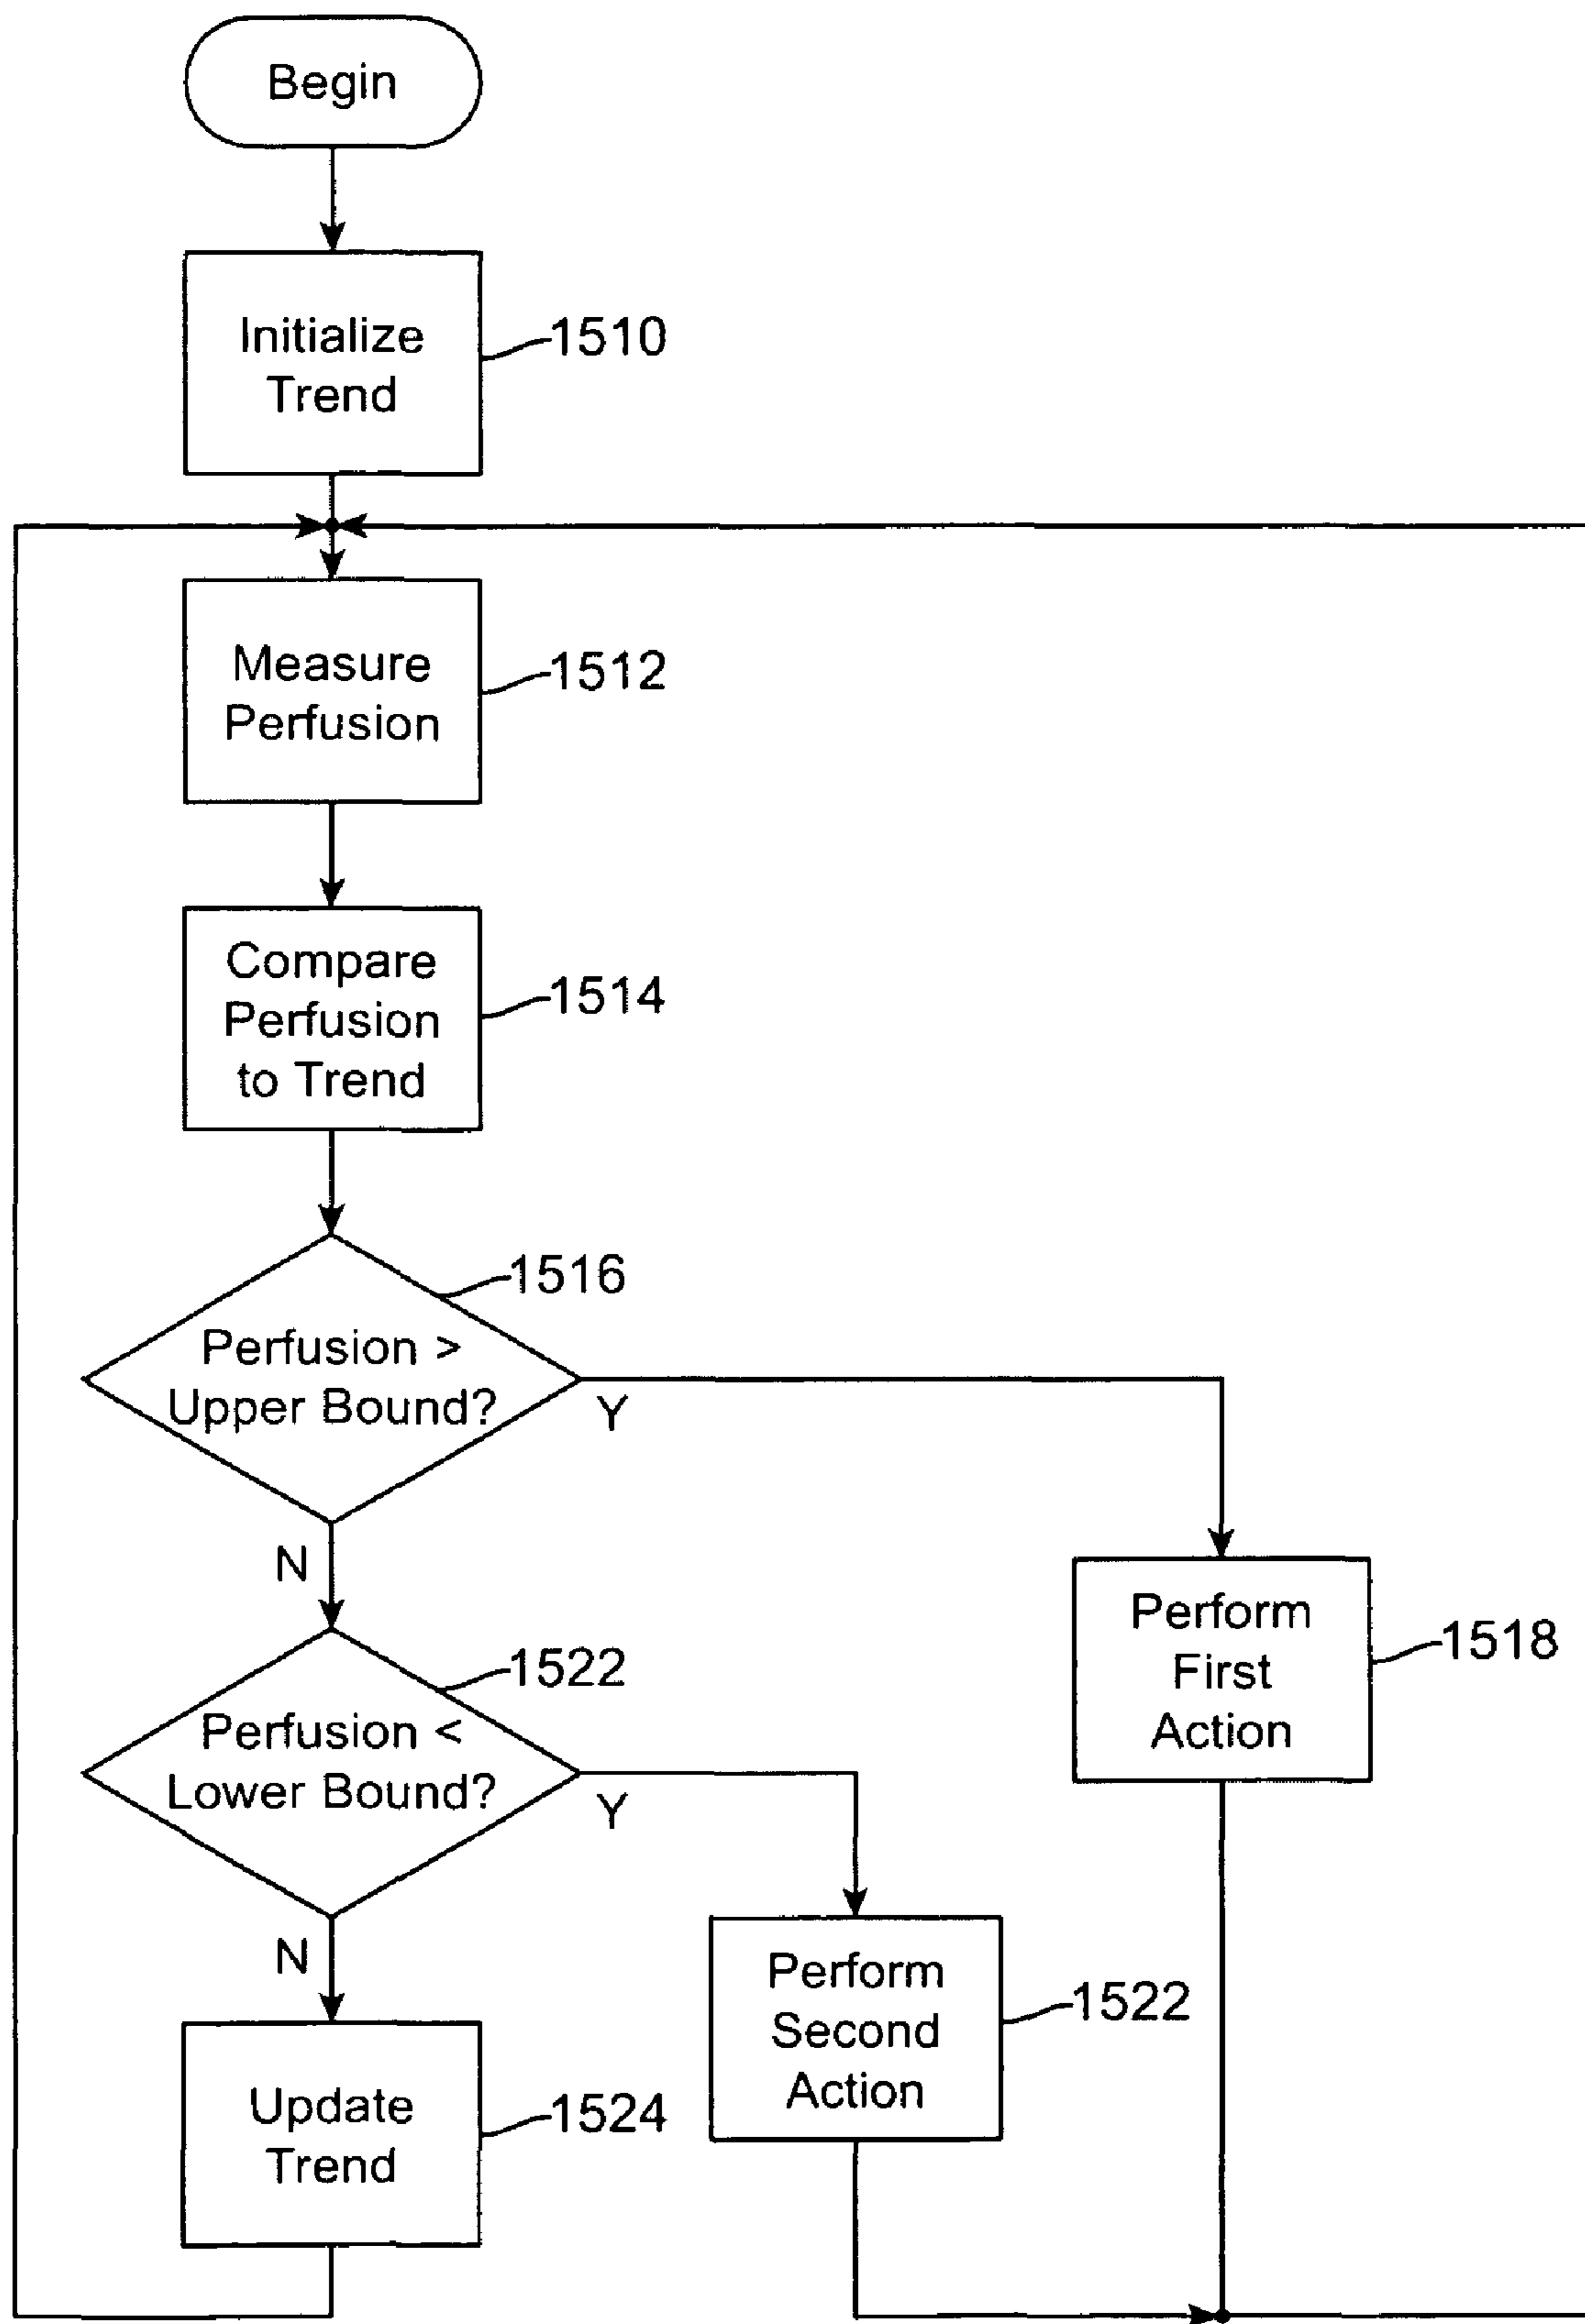 Begin
Initialize
Trend
1510
Measure
Perfusion
1512
Compare
Perfusion
to Trend
1514
1516
Perfusion >
Upper Bound?
Y
N
Perform
First
Action
1518
1522
Perfusion <
Lower Bound?
Y
N
Perform
Second
Action
1522
Update
Trend
1524